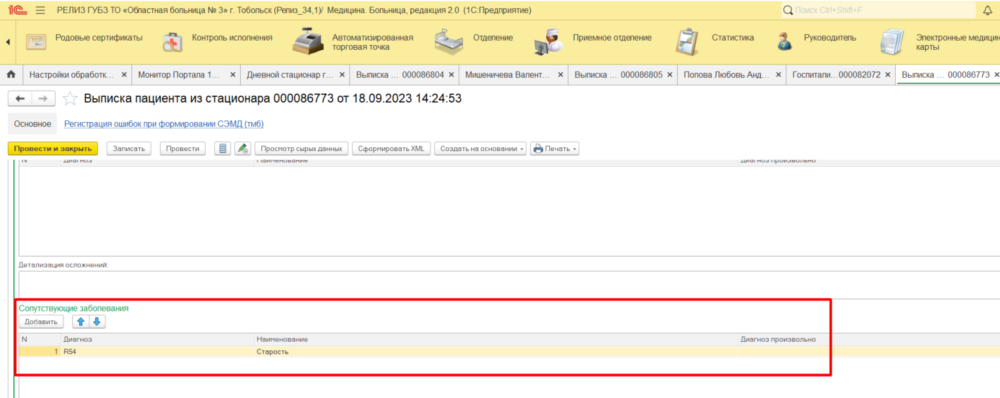 1С РЕЛИЗ ГУБЗ ТО «Областная больница № 3» г. Тобольск (Репиз_34,1)/ Медицина. Больница, редакция 2.0 (1С:Предприятие) Поиск Ctrl+Shift+F
Родовые сертификаты Контроль исполнения Автоматизированная торговая точка Отделение Приемное отделение Статистика Руководитель Электронные медицин карты
Настройки обработк... × Монитор Портала 1... × Дневной стационар г... × Выписка ... 000086804 × Мишеничева Валент... × Выписка ... 000086805 × Попова Любовь Анд... × Госпитали...000082072 × Выписка ... 000086773 ×
Выписка пациента из стационара 000086773 от 18.09.2023 14:24:53
Основное Регистрация ошибок при формировании СЭМД (тмб)
Провести и закрыть Записать Провести Просмотр сырых данных Сформировать XML Создать на основании Печать
N Диагноз Наименование Диагноз произвольно
Детализация осложнений:
Сопутствующие заболевания
Добавить
N Диагноз Наименование Диагноз произвольно
1 R54 Старость